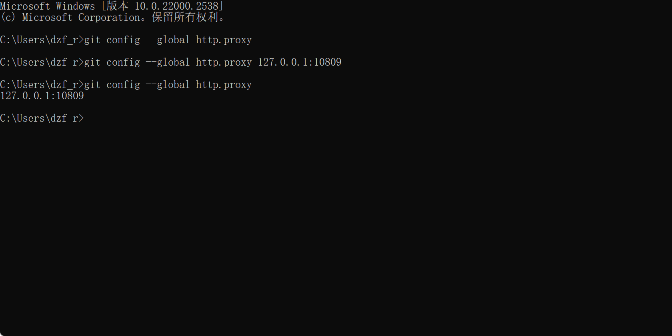 Microsoft Windows [版本 10.0.22000.2538]
(c) Microsoft Corporation。保留所有权利。
C:\Users\dzf_r>git config --global http.proxy
C:\Users\dzf_r>git config --global http.proxy 127.0.0.1:10809
C:\Users\dzf_r>git config --global http.proxy
127.0.0.1:10809
C:\Users\dzf_r>